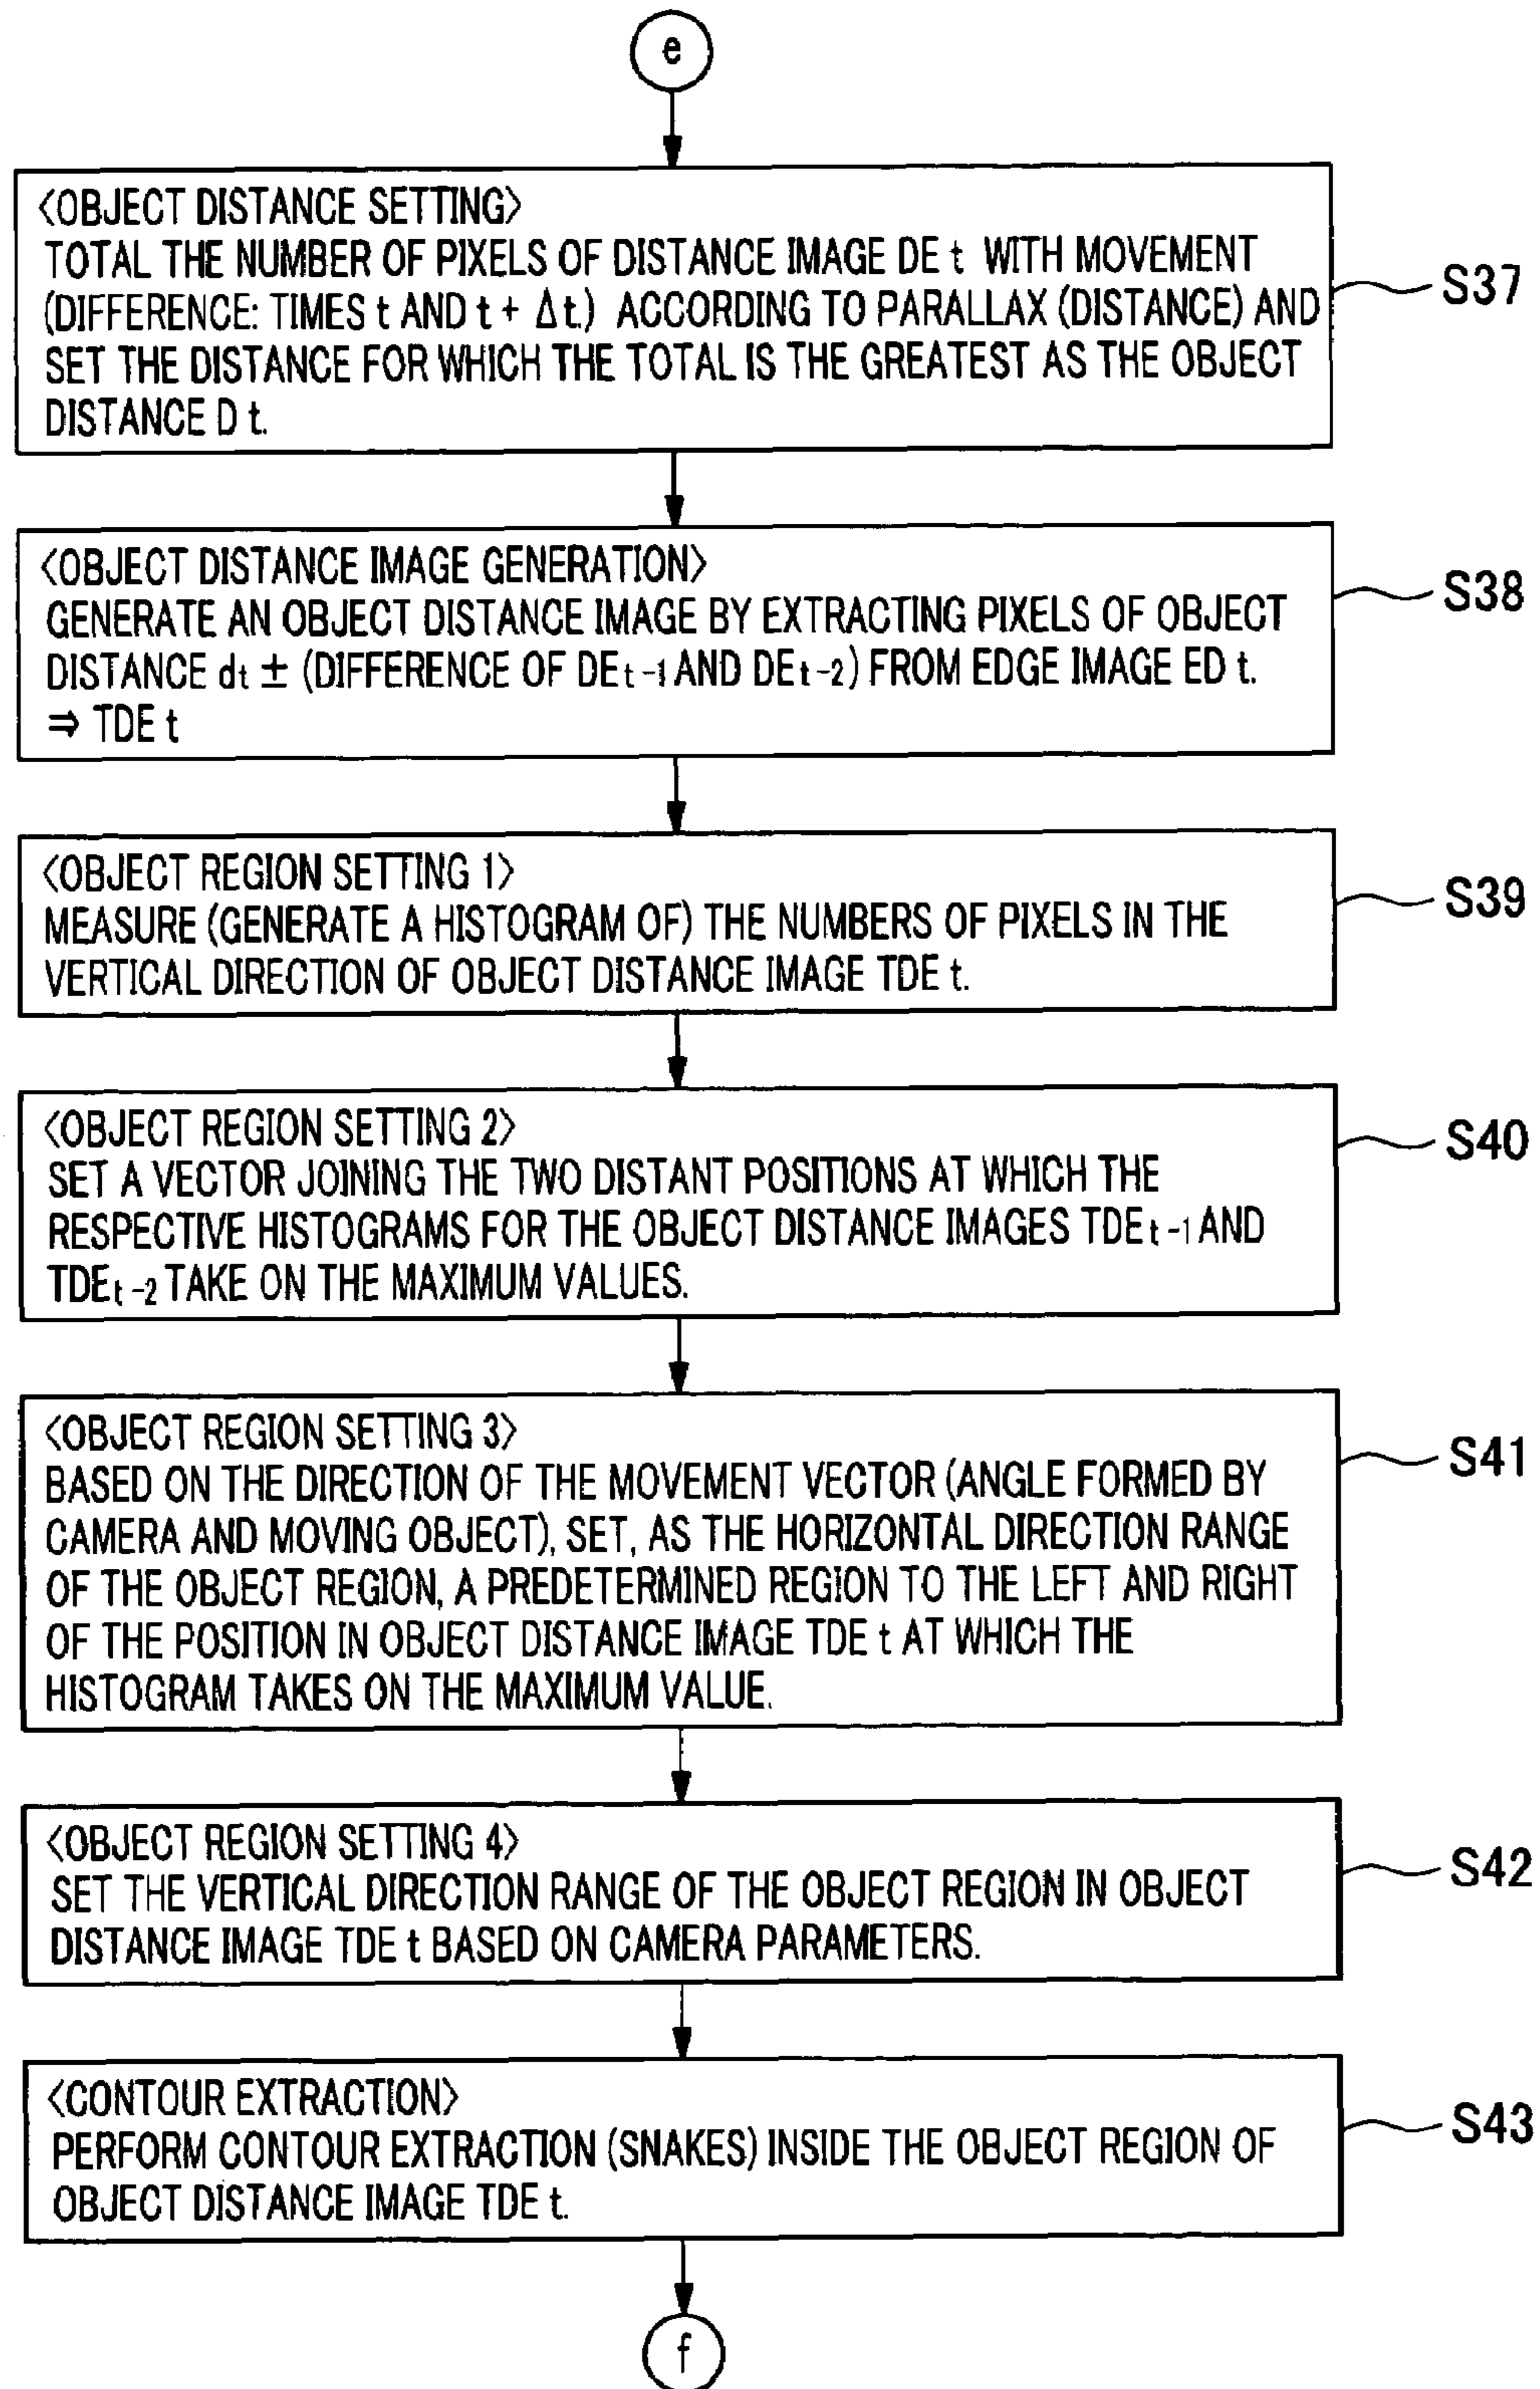 e
〈OBJECT DISTANCE SETTING〉
TOTAL THE NUMBER OF PIXELS OF DISTANCE IMAGE DE t WITH MOVEMENT
(DIFFERENCE: TIMES t AND t + Δt.) ACCORDING TO PARALLAX (DISTANCE) AND
SET THE DISTANCE FOR WHICH THE TOTAL IS THE GREATEST AS THE OBJECT
DISTANCE D t.
S37
〈OBJECT DISTANCE IMAGE GENERATION〉
GENERATE AN OBJECT DISTANCE IMAGE BY EXTRACTING PIXELS OF OBJECT
DISTANCE dt ± (DIFFERENCE OF DEt-1 AND DEt-2) FROM EDGE IMAGE ED t.
⇒ TDE t
S38
〈OBJECT REGION SETTING 1〉
MEASURE (GENERATE A HISTOGRAM OF) THE NUMBERS OF PIXELS IN THE
VERTICAL DIRECTION OF OBJECT DISTANCE IMAGE TDE t.
S39
〈OBJECT REGION SETTING 2〉
SET A VECTOR JOINING THE TWO DISTANT POSITIONS AT WHICH THE
RESPECTIVE HISTOGRAMS FOR THE OBJECT DISTANCE IMAGES TDEt-1 AND
TDEt-2 TAKE ON THE MAXIMUM VALUES.
S40
〈OBJECT REGION SETTING 3〉
BASED ON THE DIRECTION OF THE MOVEMENT VECTOR (ANGLE FORMED BY
CAMERA AND MOVING OBJECT), SET, AS THE HORIZONTAL DIRECTION RANGE
OF THE OBJECT REGION, A PREDETERMINED REGION TO THE LEFT AND RIGHT
OF THE POSITION IN OBJECT DISTANCE IMAGE TDE t AT WHICH THE
HISTOGRAM TAKES ON THE MAXIMUM VALUE.
S41
〈OBJECT REGION SETTING 4〉
SET THE VERTICAL DIRECTION RANGE OF THE OBJECT REGION IN OBJECT
DISTANCE IMAGE TDE t BASED ON CAMERA PARAMETERS.
S42
〈CONTOUR EXTRACTION〉
PERFORM CONTOUR EXTRACTION (SNAKES) INSIDE THE OBJECT REGION OF
OBJECT DISTANCE IMAGE TDE t.
S43
f